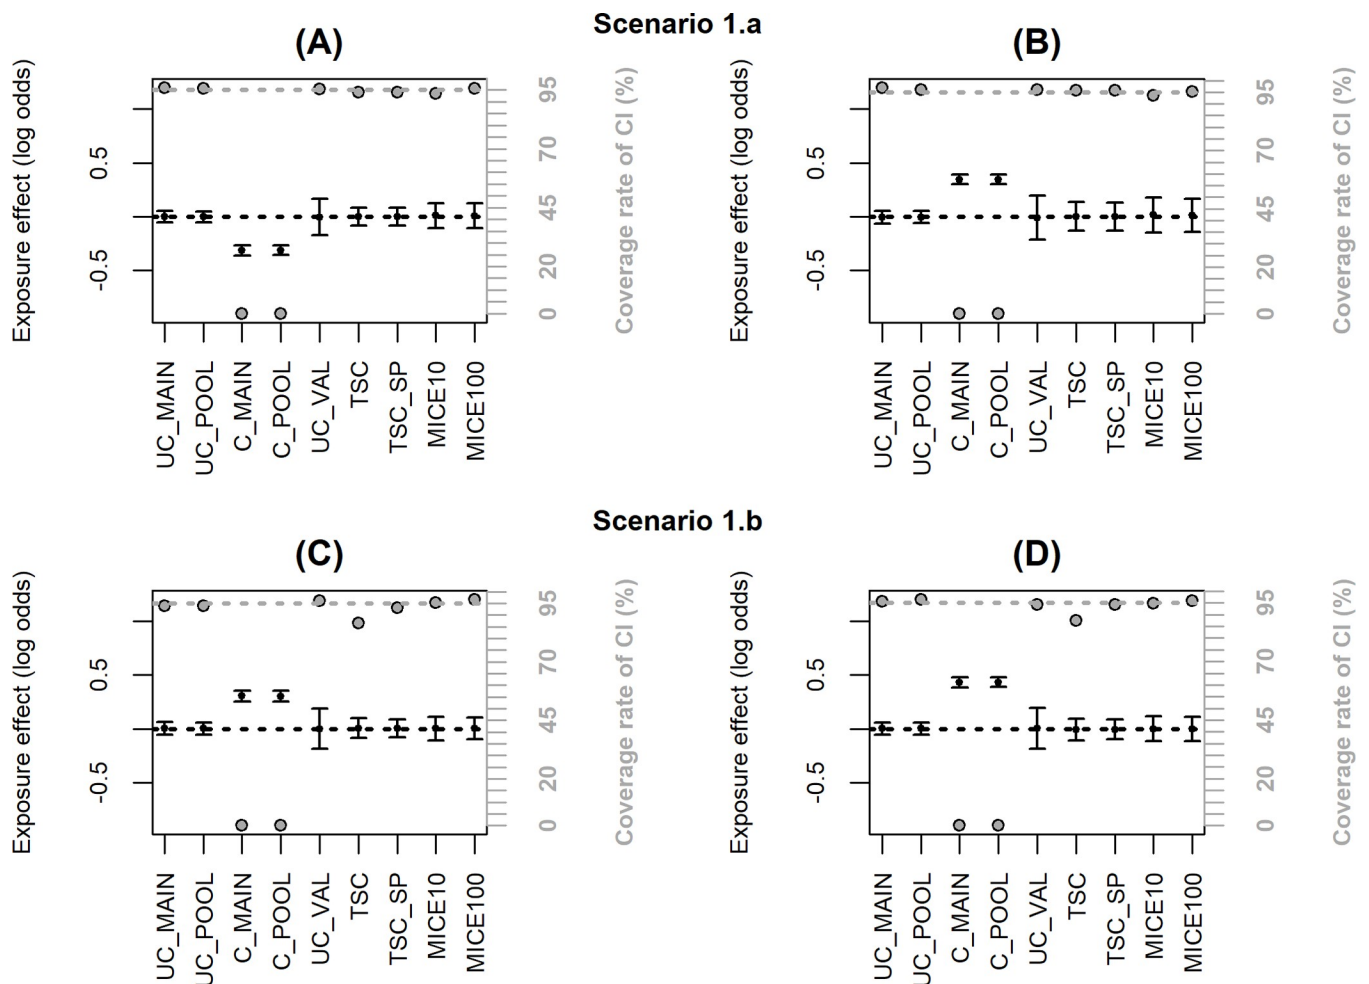 Scenario 1.a
(A)
Exposure effect (log odds)
0.5
-0.5
95
70
45
20
0
Coverage rate of CI (%)
UC_MAIN
UC_POOL
C_MAIN
C_POOL
UC_VAL
TSC
TSC_SP
MICE10
MICE100
(B)
Exposure effect (log odds)
0.5
-0.5
95
70
45
20
0
Coverage rate of CI (%)
UC_MAIN
UC_POOL
C_MAIN
C_POOL
UC_VAL
TSC
TSC_SP
MICE10
MICE100
Scenario 1.b
(C)
Exposure effect (log odds)
0.5
-0.5
95
70
45
20
0
Coverage rate of CI (%)
UC_MAIN
UC_POOL
C_MAIN
C_POOL
UC_VAL
TSC
TSC_SP
MICE10
MICE100
(D)
Exposure effect (log odds)
0.5
-0.5
95
70
45
20
0
Coverage rate of CI (%)
UC_MAIN
UC_POOL
C_MAIN
C_POOL
UC_VAL
TSC
TSC_SP
MICE10
MICE100